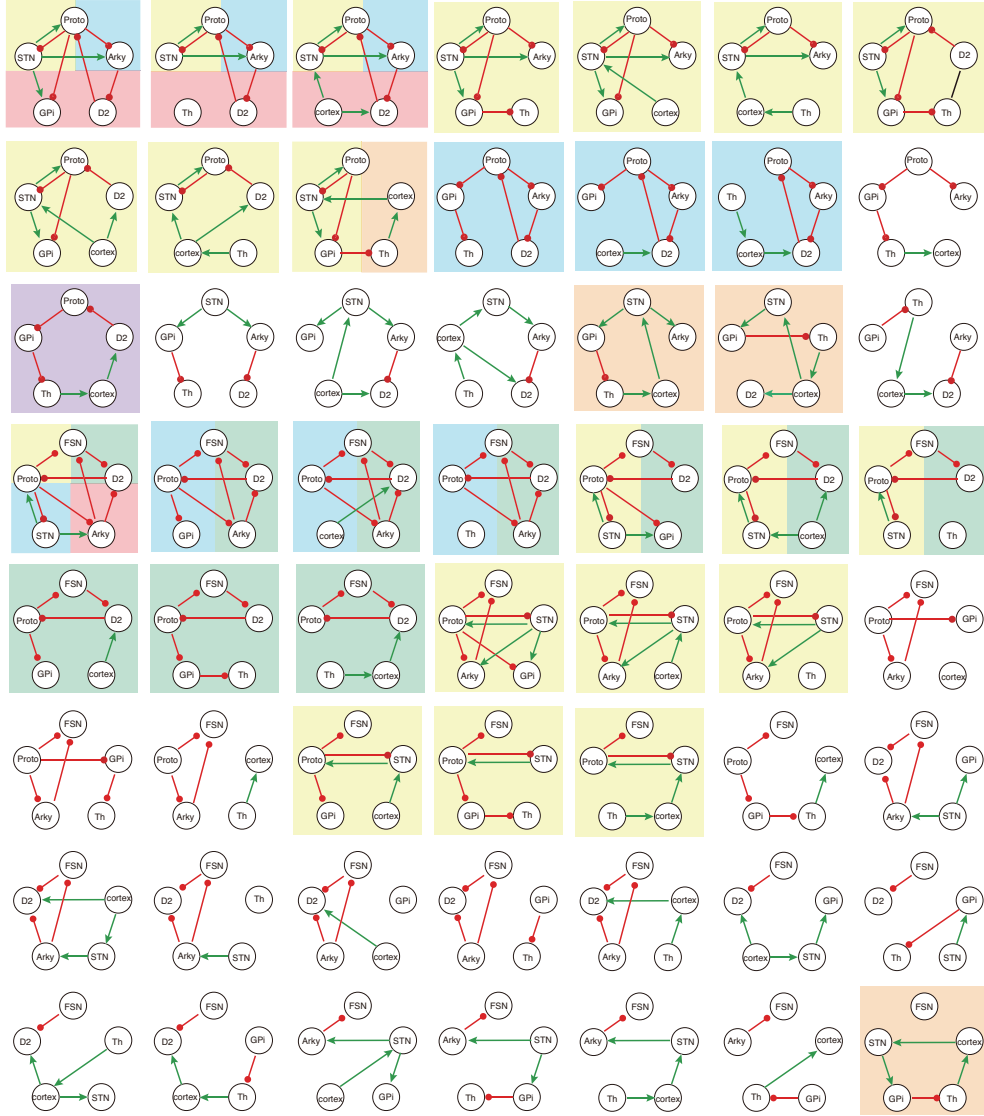 Proto Proto Proto Proto Proto Proto Proto
STN Arky STN Arky STN Arky STN Arky STN Arky STN Arky STN D2
GPi D2 Th D2 cortex D2 GPi Th GPi cortex cortex Th GPi Th
Proto Proto Proto Proto Proto Proto Proto
STN D2 STN D2 STN cortex GPi Arky GPi Arky Th Arky GPi Arky
GPi cortex cortex Th GPi Th Th D2 cortex D2 cortex D2 Th cortex
Proto STN STN STN STN STN Th
GPi D2 GPi Arky GPi Arky cortex Arky GPi Arky GPi Th GPi Arky
Th cortex Th D2 cortex D2 Th D2 Th cortex D2 cortex cortex D2
FSN FSN FSN FSN FSN FSN FSN
Proto D2 Proto D2 Proto D2 Proto D2 Proto D2 Proto D2 Proto D2
STN Arky GPi Arky cortex Arky Th Arky STN GPi STN cortex STN Th
FSN FSN FSN FSN FSN FSN FSN
Proto D2 Proto D2 Proto D2 Proto STN Proto STN Proto STN Proto GPi
GPi cortex GPi Th Th cortex Arky GPi Arky cortex Arky Th Arky cortex
FSN FSN FSN FSN FSN FSN FSN
Proto GPi Proto cortex Proto STN Proto STN Proto STN Proto cortex D2 GPi
Arky Th Arky Th GPi cortex GPi Th Th cortex GPi Th Arky STN
FSN FSN FSN FSN FSN FSN FSN
D2 cortex D2 Th D2 GPi D2 GPi D2 cortex D2 GPi D2 GPi
Arky STN Arky STN Arky cortex Arky Th Arky Th cortex STN Th STN
FSN FSN FSN FSN FSN FSN FSN
D2 Th D2 GPi Arky STN Arky STN Arky STN Arky cortex STN cortex
cortex STN cortex Th cortex GPi Th GPi Th cortex Th GPi GPi Th